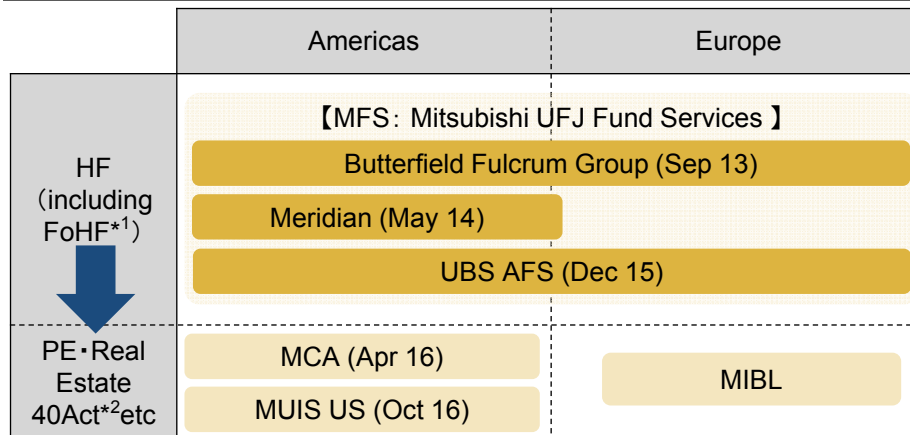 Americas
Europe
HF
(including
FoHF*1)
【MFS: Mitsubishi UFJ Fund Services 】
Butterfield Fulcrum Group (Sep 13)
Meridian (May 14)
UBS AFS (Dec 15)
PE・Real
Estate
40Act*2etc
MCA (Apr 16)
MUIS US (Oct 16)
MIBL